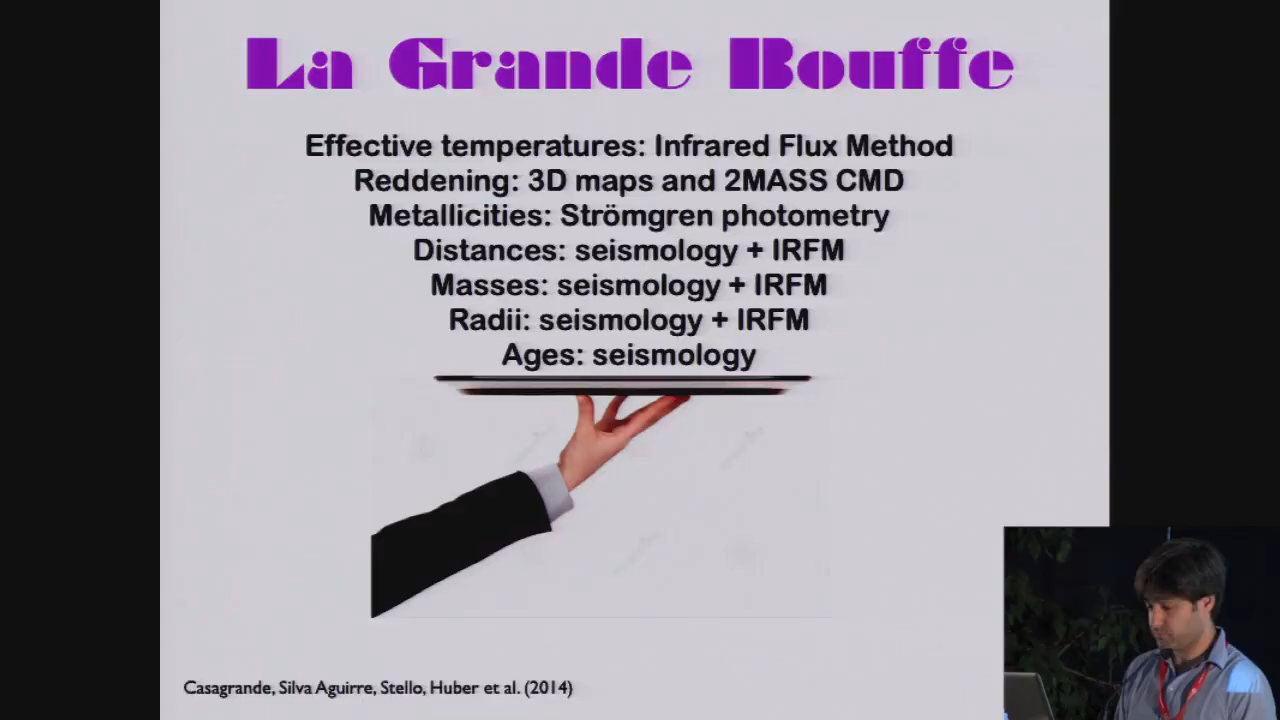 La Grande Bouffe
Effective temperatures: Infrared Flux Method
Reddening: 3D maps and 2MASS CMD
Metallicities: Strömgren photometry
Distances: seismology + IRFM
Masses: seismology + IRFM
Radii: seismology + IRFM
Ages: seismology
Casagrande, Silva Aguirre, Stello, Huber et al. (2014)